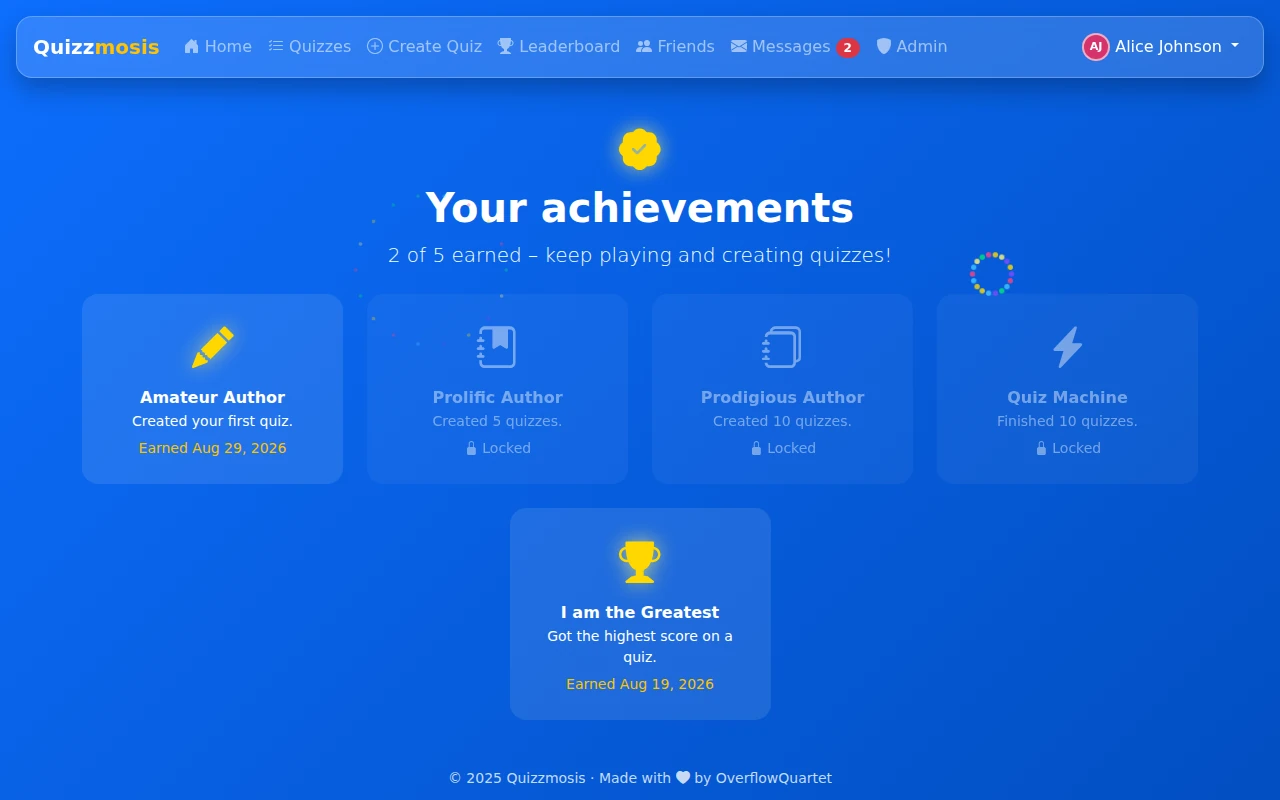 Quizzmosis Home Quizzes Create Quiz Leaderboard Friends Messages 2 Admin AJ Alice Johnson
Your achievements
2 of 5 earned – keep playing and creating quizzes!
Amateur Author
Created your first quiz.
Earned Aug 29, 2026
Prolific Author
Created 5 quizzes.
Locked
Prodigious Author
Created 10 quizzes.
Locked
Quiz Machine
Finished 10 quizzes.
Locked
I am the Greatest
Got the highest score on a
quiz.
Earned Aug 19, 2026
© 2025 Quizzmosis · Made with by OverflowQuartet